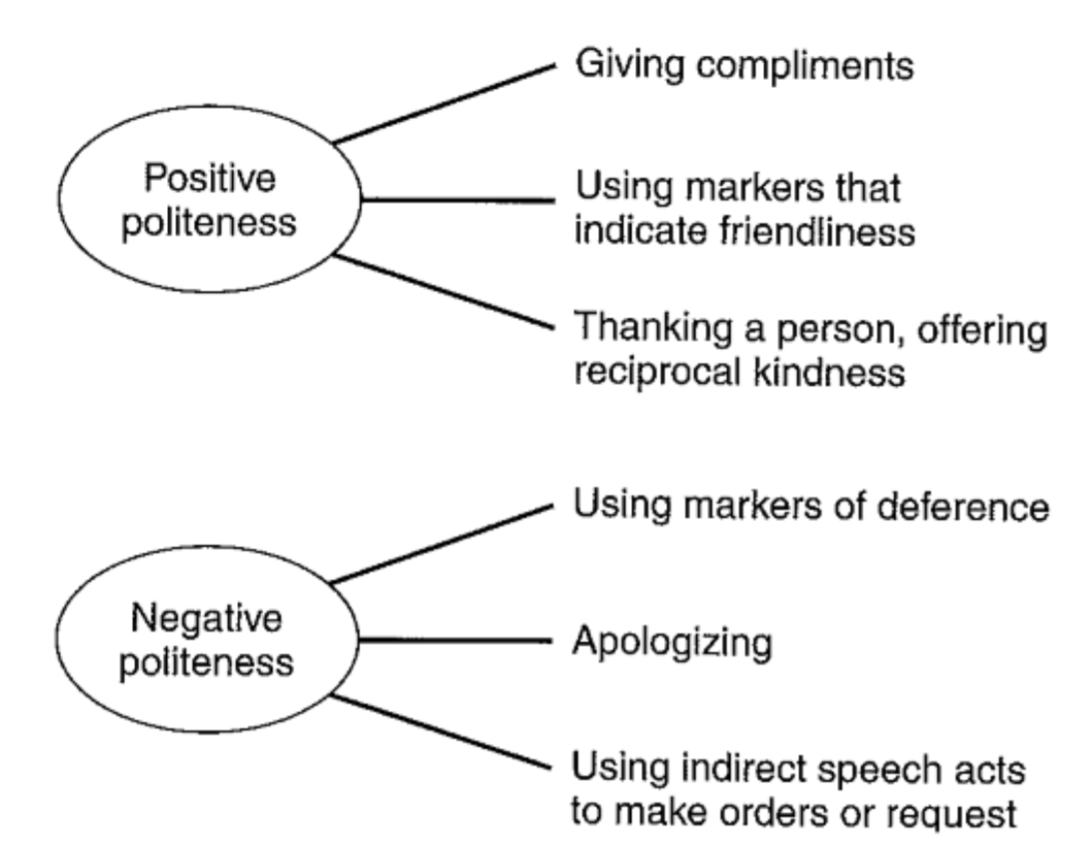 Giving compliments
Positive
politeness
Using markers that
indicate friendliness
Thanking a person, offering
reciprocal kindness
Using markers of deference
Negative
politeness
Apologizing
Using indirect speech acts
to make orders or request